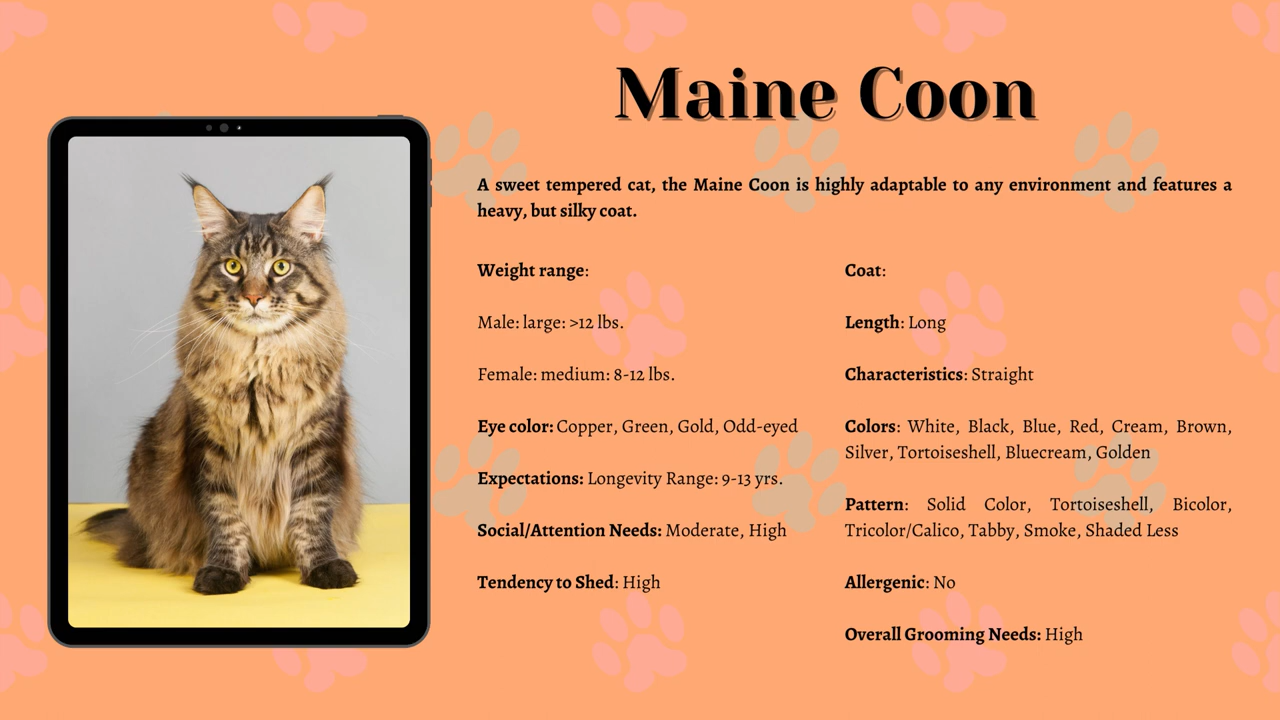 Maine Coon
A sweet tempered cat, the Maine Coon is highly adaptable to any environment and features a
heavy, but silky coat.
Weight range:
Male: large: >12 lbs.
Female: medium: 8-12 lbs.
Eye color: Copper, Green, Gold, Odd-eyed
Expectations: Longevity Range: 9-13 yrs.
Social/Attention Needs: Moderate, High
Tendency to Shed: High
Coat:
Length: Long
Characteristics: Straight
Colors: White, Black, Blue, Red, Cream, Brown,
Silver, Tortoiseshell, Bluecream, Golden
Pattern: Solid Color, Tortoiseshell, Bicolor,
Tricolor/Calico, Tabby, Smoke, Shaded Less
Allergenic: No
Overall Grooming Needs: High